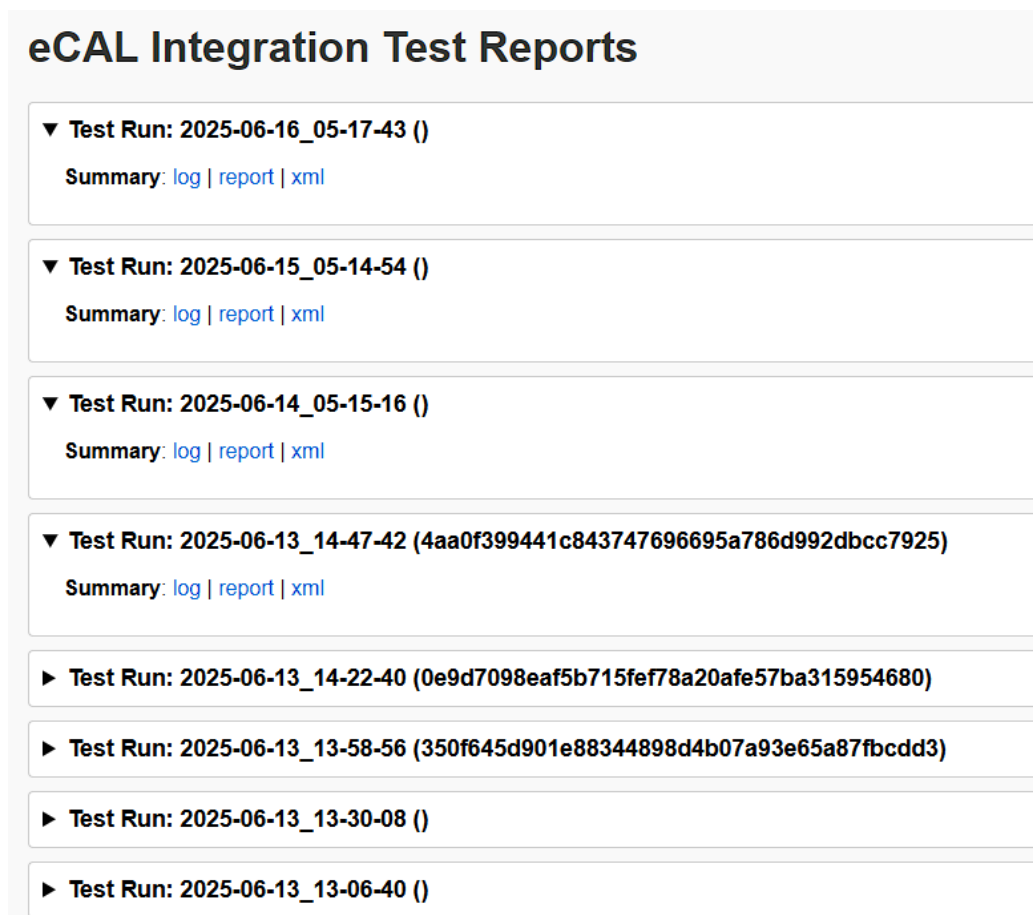 eCAL Integration Test Reports
Test Run: 2025-06-16_05-17-43 ()
Summary: log | report | xml
Test Run: 2025-06-15_05-14-54 ()
Summary: log | report | xml
Test Run: 2025-06-14_05-15-16 ()
Summary: log | report | xml
Test Run: 2025-06-13_14-47-42 (4aa0f399441c843747696695a786d992dbcc7925)
Summary: log | report | xml
Test Run: 2025-06-13_14-22-40 (0e9d7098eaf5b715fef78a20afe57ba315954680)
Test Run: 2025-06-13_13-58-56 (350f645d901e88344898d4b07a93e65a87fbcdd3)
Test Run: 2025-06-13_13-30-08 ()
Test Run: 2025-06-13_13-06-40 ()